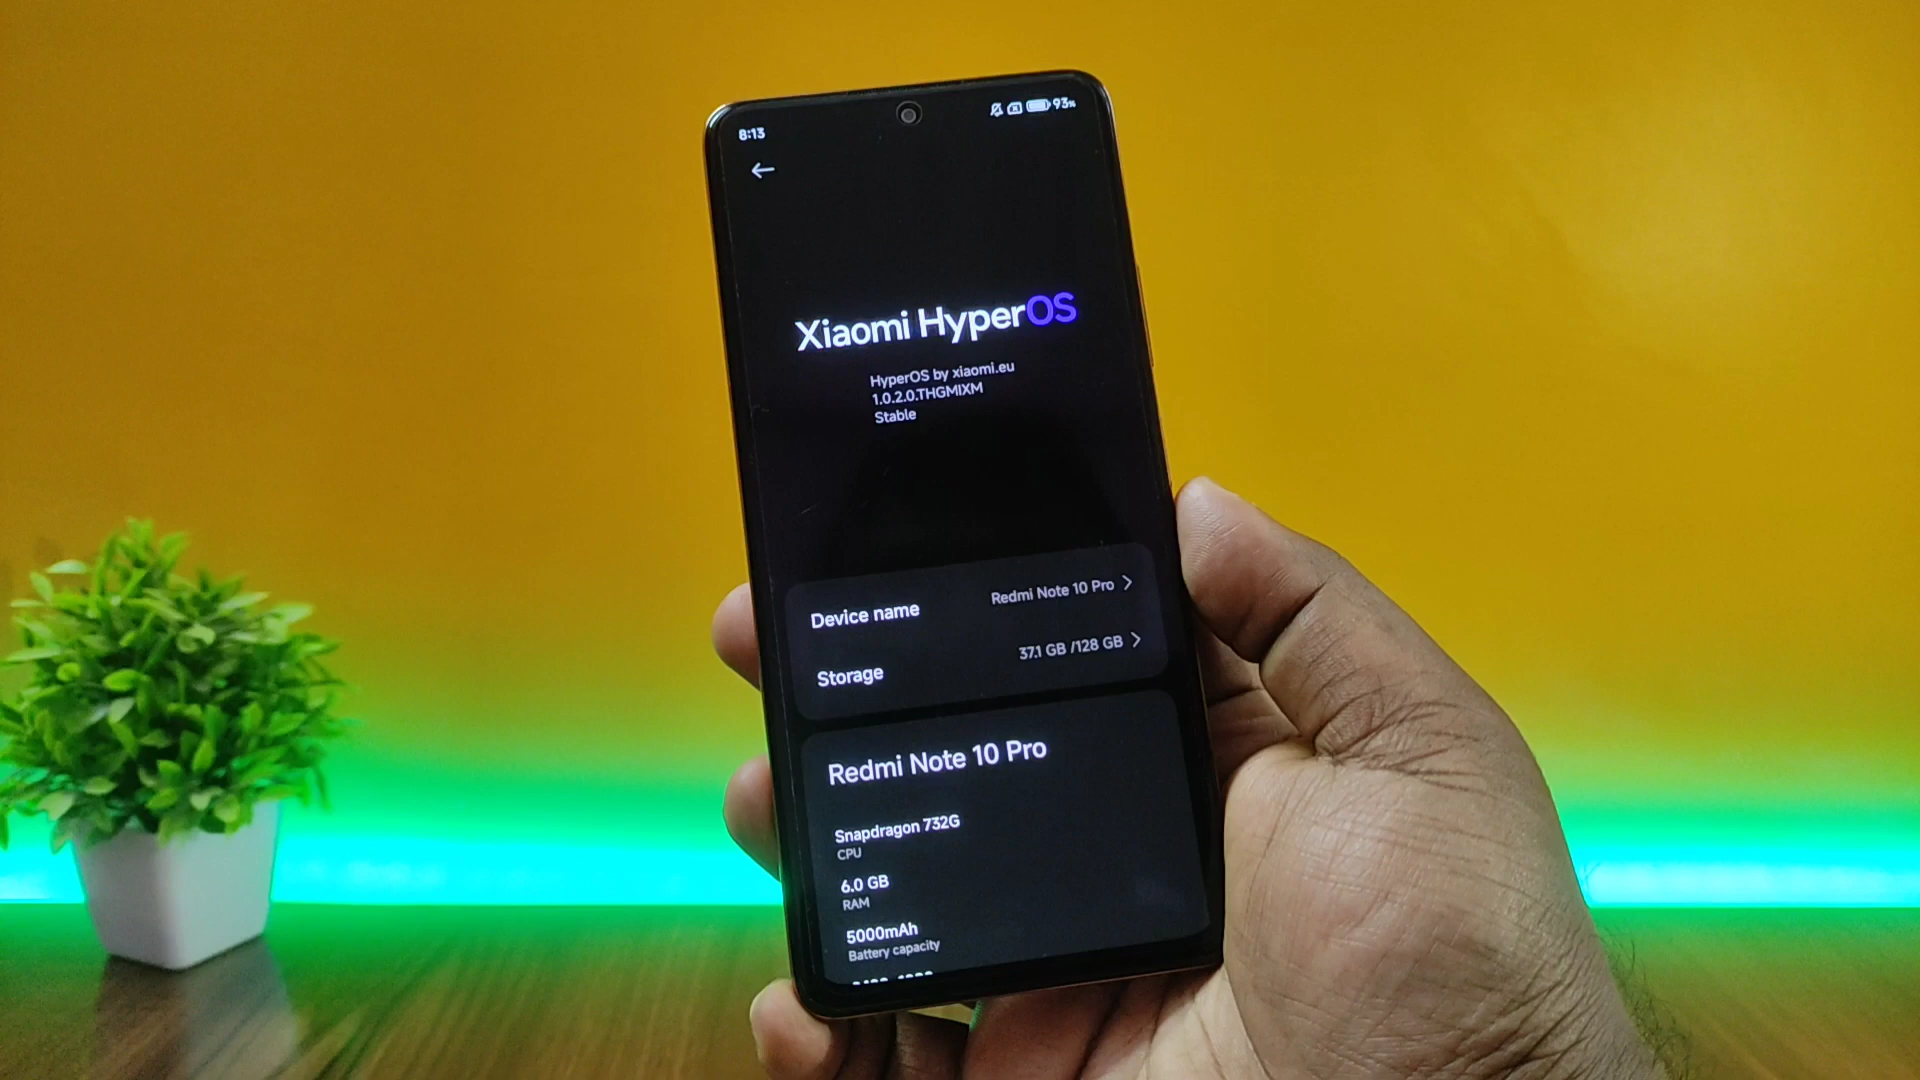 8:13
93%
Xiaomi HyperOS
HyperOS by xiaomi.eu
1.0.2.0.THGMIXM
Stable
Device name
Redmi Note 10 Pro
Storage
37.1 GB /128 GB
Redmi Note 10 Pro
Snapdragon 732G
CPU
6.0 GB
RAM
5000mAh
Battery capacity